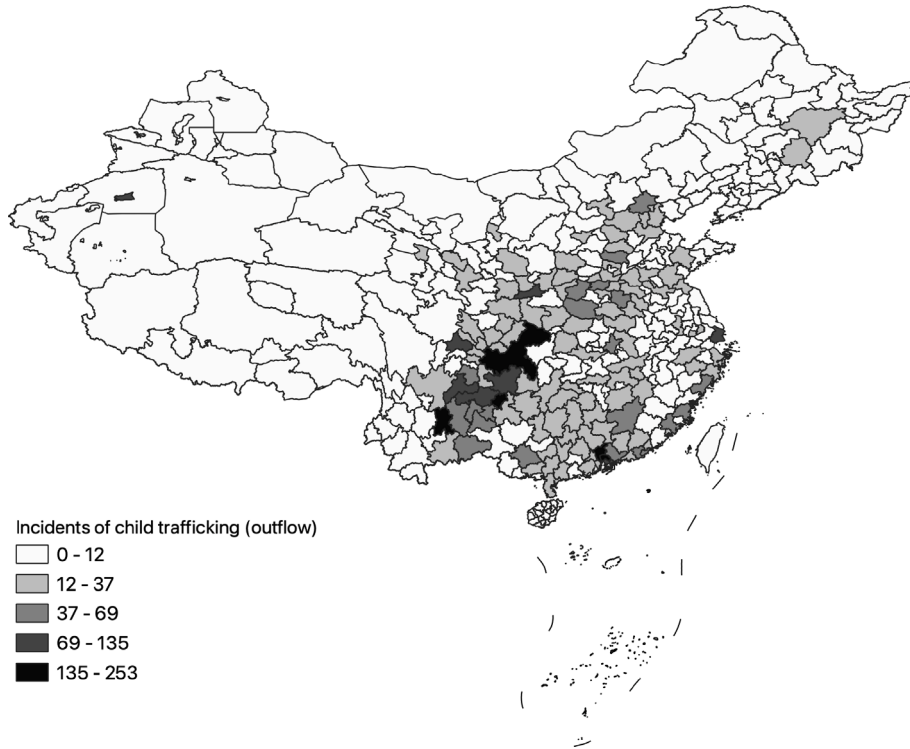 Incidents of child trafficking (outflow)
0 - 12
12 - 37
37 - 69
69 - 135
135 - 253